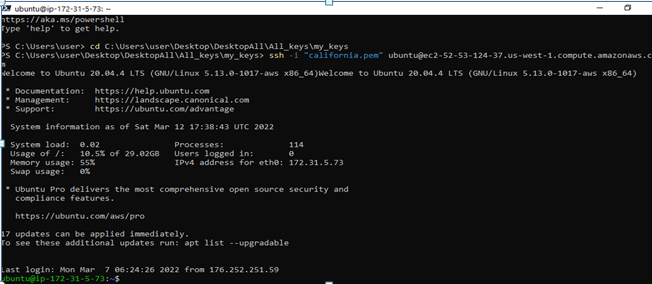 ubuntu@ip-172-31-5-73: ~
https://aka.ms/powershell
Type 'help' to get help.
PS C:\Users\user> cd C:\Users\user\Desktop\DesktopAll\All_keys\my_keys
PS C:\Users\user\Desktop\DesktopAll\All_keys\my_keys> ssh -i "california.pem" ubuntu@ec2-52-53-124-37.us-west-1.compute.amazonaws.c
m
Welcome to Ubuntu 20.04.4 LTS (GNU/Linux 5.13.0-1017-aws x86_64)Welcome to Ubuntu 20.04.4 LTS (GNU/Linux 5.13.0-1017-aws x86_64)
* Documentation: https://help.ubuntu.com
* Management: https://landscape.canonical.com
* Support: https://ubuntu.com/advantage
System information as of Sat Mar 12 17:38:43 UTC 2022
System load: 0.02 Processes: 114
Usage of /: 10.5% of 29.02GB Users logged in: 0
Memory usage: 55% IPv4 address for eth0: 172.31.5.73
Swap usage: 0%
* Ubuntu Pro delivers the most comprehensive open source security and
compliance features.
https://ubuntu.com/aws/pro
17 updates can be applied immediately.
To see these additional updates run: apt list --upgradable
Last login: Mon Mar 7 06:24:26 2022 from 176.252.251.59
ubuntu@ip-172-31-5-73:~$